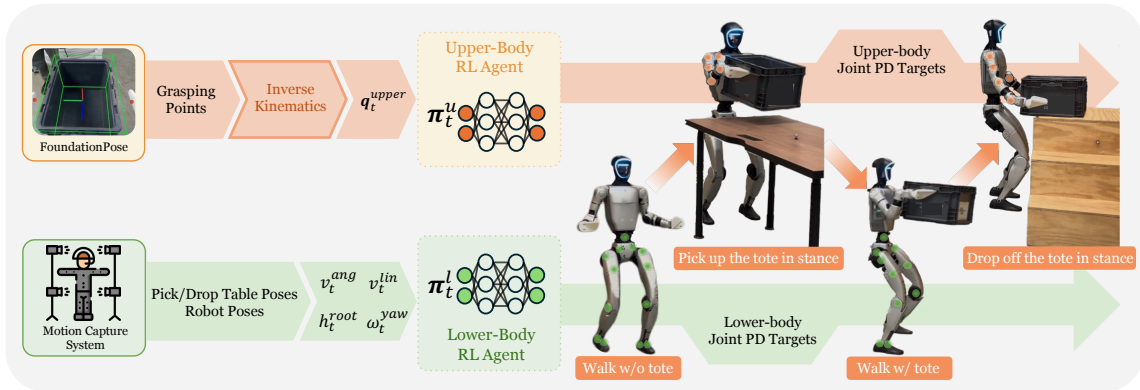 FoundationPose
Grasping
Points
Inverse
Kinematics
q_t^{upper}
Upper-Body
RL Agent
π_t^u
Upper-body
Joint PD Targets
Pick up the tote in stance
Drop off the tote in stance
Motion Capture
System
Pick/Drop Table Poses
Robot Poses
v_t^{ang} v_t^{lin}
h_t^{root} ω_t^{yaw}
π_t^l
Lower-Body
RL Agent
Walk w/o tote
Lower-body
Joint PD Targets
Walk w/ tote